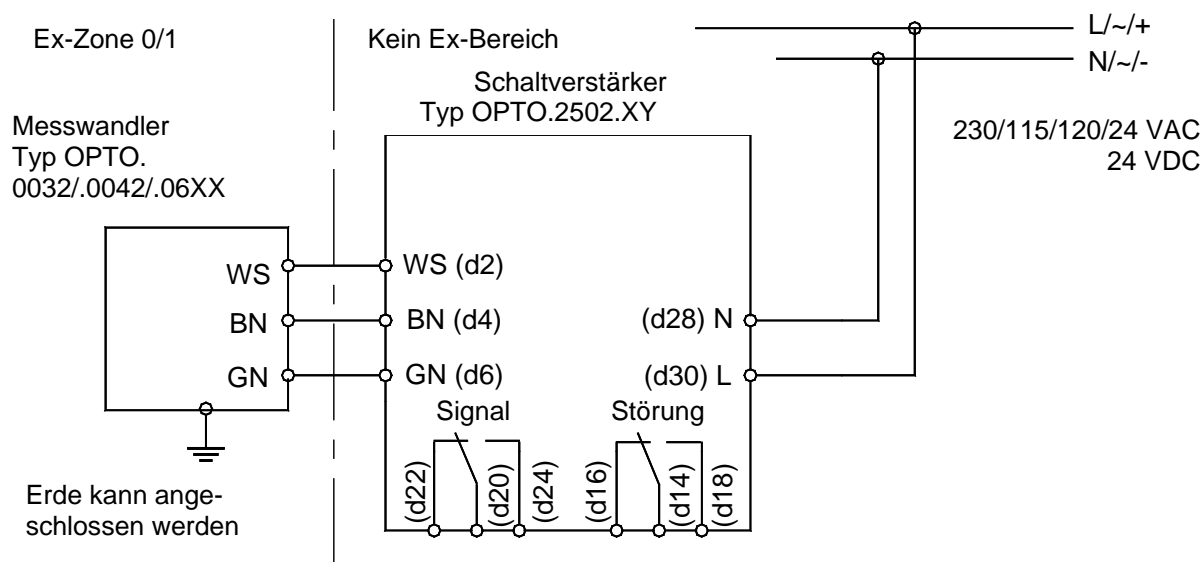 Ex-Zone 0/1
Kein Ex-Bereich
L/~/+
N/~/-
Schaltverstärker
Typ OPTO.2502.XY
230/115/120/24 VAC
24 VDC
Messwandler
Typ OPTO.
0032/.0042/.06XX
WS
WS (d2)
BN
BN (d4)
(d28) N
GN
GN (d6)
(d30) L
Signal
Störung
(d22)
(d20)
(d24)
(d16)
(d14)
(d18)
Erde kann ange-
schlossen werden